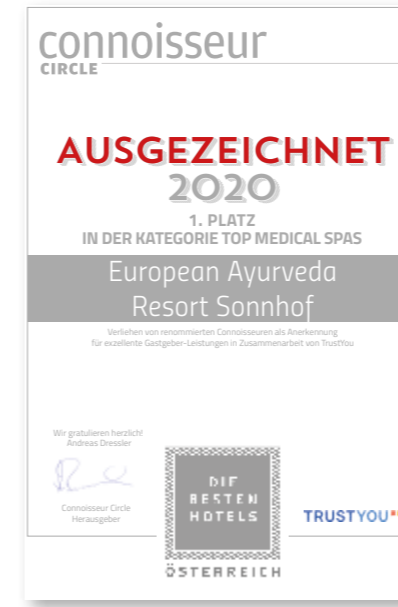 connoisseur
CIRCLE
AUSGEZEICHNET
2020
1. PLATZ
IN DER KATEGORIE TOP MEDICAL SPAS
European Ayurveda
Resort Sonnhof
Verliehen von renommierten Connoisseuren als Anerkennung
für exzellente Gastgeber-Leistungen in Zusammenarbeit von TrustYou
Wir gratulieren herzlich!
Andreas Dressler
Connoisseur Circle
Herausgeber
DIE
BESTEN
HOTELS
ÖSTERREICH
TRUSTYOU